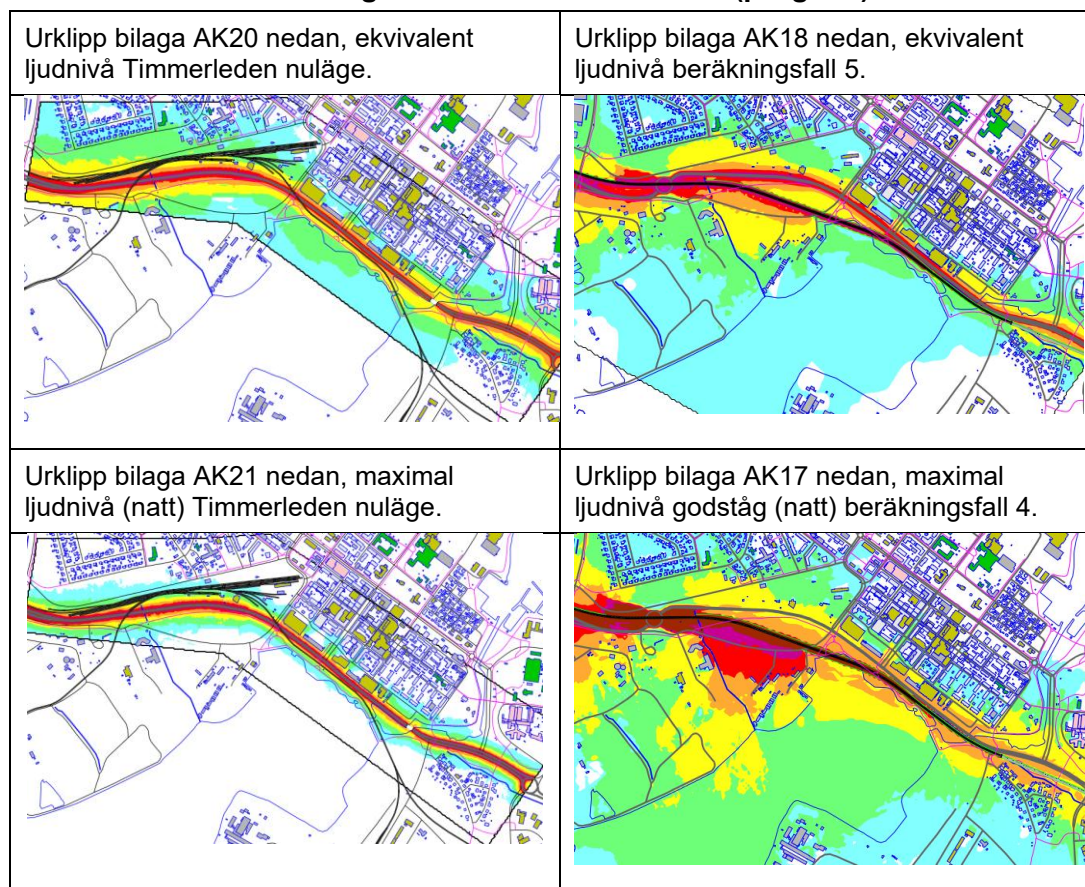 Urklipp bilaga AK20 nedan, ekvivalent
ljudnivå Timmerleden nuläge.
Urklipp bilaga AK18 nedan, ekvivalent
ljudnivå beräkningsfall 5.
Urklipp bilaga AK21 nedan, maximal
ljudnivå (natt) Timmerleden nuläge.
Urklipp bilaga AK17 nedan, maximal
ljudnivå godståg (natt) beräkningsfall 4.